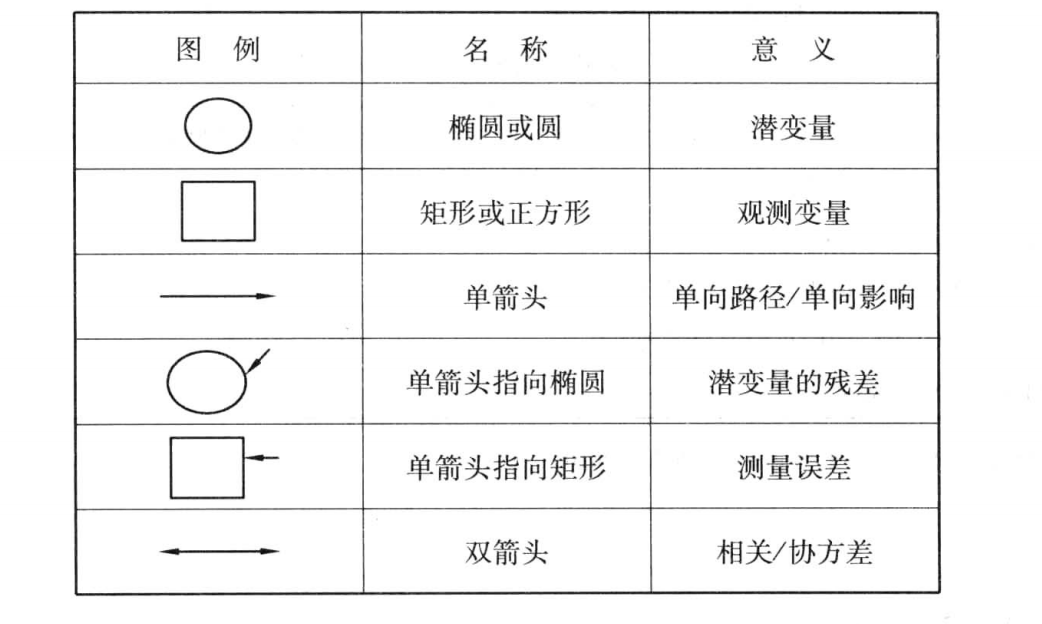 图 例 名 称 意 义
椭圆或圆 潜变量
矩形或正方形 观测变量
单箭头 单向路径/单向影响
单箭头指向椭圆 潜变量的残差
单箭头指向矩形 测量误差
双箭头 相关/协方差